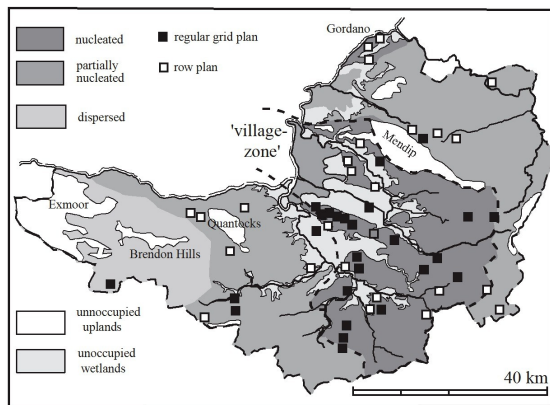 nucleated
partially
nucleated
dispersed
regular grid plan
row plan
Gordano
'village-
zone'
Mendip
Exmoor
Quantocks
Brendon Hills
unnoccupied
uplands
unoccupied
wetlands
40 km